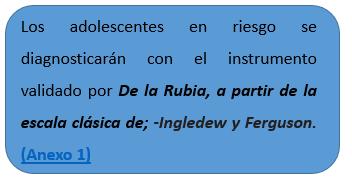 Los adolescentes en riesgo se
diagnosticarán con el instrumento
validado por De la Rubia, a partir de la
escala clásica de; -Ingledew y Ferguson.
(Anexo 1)